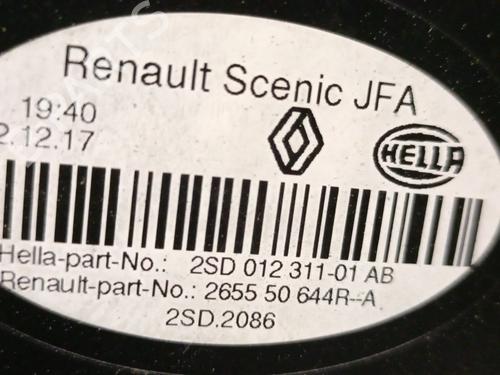 Renault Scenic JFA
19:40
2.12.17
HELLA
Hella-part-No.: 2SD 012 311-01 AB
Renault-part-No.: 2655 50 644R--A
2SD.2086